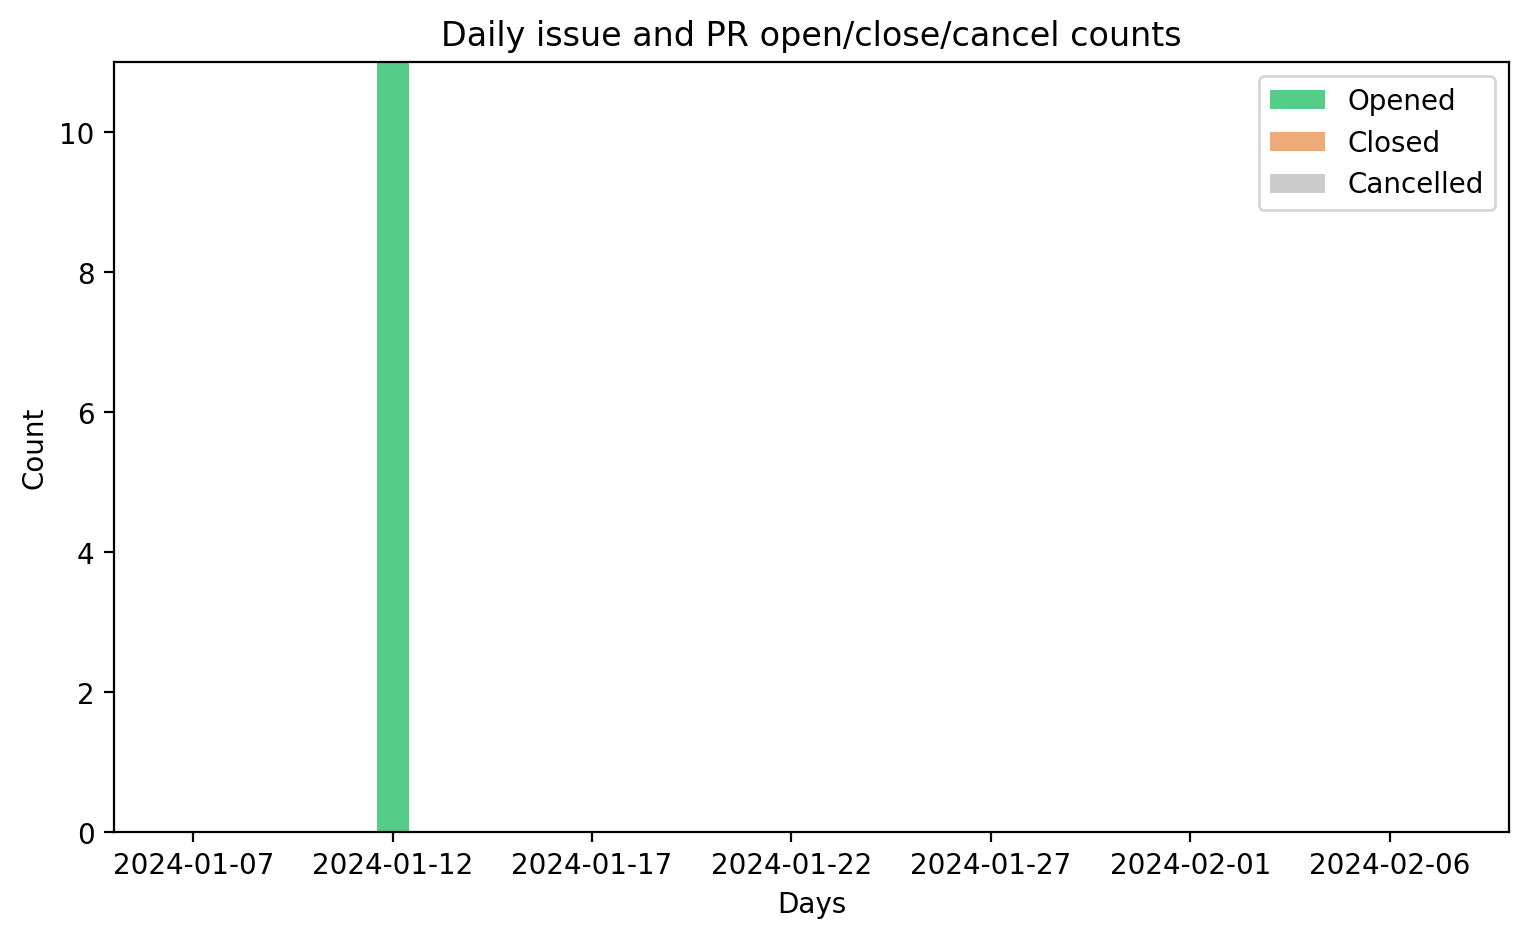 Daily issue and PR open/close/cancel counts
Opened
Closed
Cancelled
Count
10
8
6
4
2
0
2024-01-07
2024-01-12
2024-01-17
2024-01-22
2024-01-27
2024-02-01
2024-02-06
Days